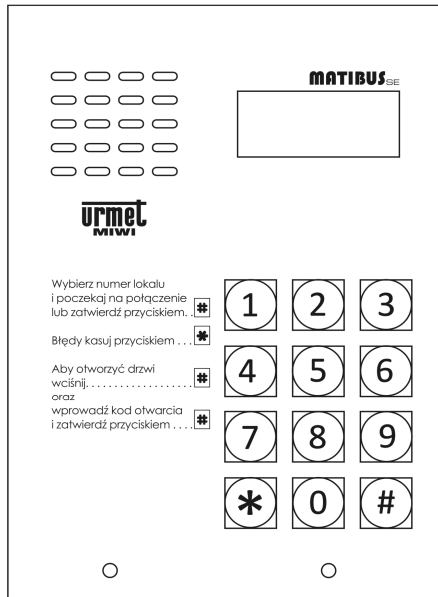 MATIBUS SE
urmet
MIWI
Wybierz numer lokalu
i poczekaj na połączenie
lub zatwierdź przyciskiem. . #
Błędy kasuj przyciskiem . . . *
Aby otworzyć drzwi
wciśnij. . . . . . . . . . . . . . . . . . #
oraz
wprowadź kod otwarcia
i zatwierdź przyciskiem . . . . #
1 2 3
4 5 6
7 8 9
* 0 #